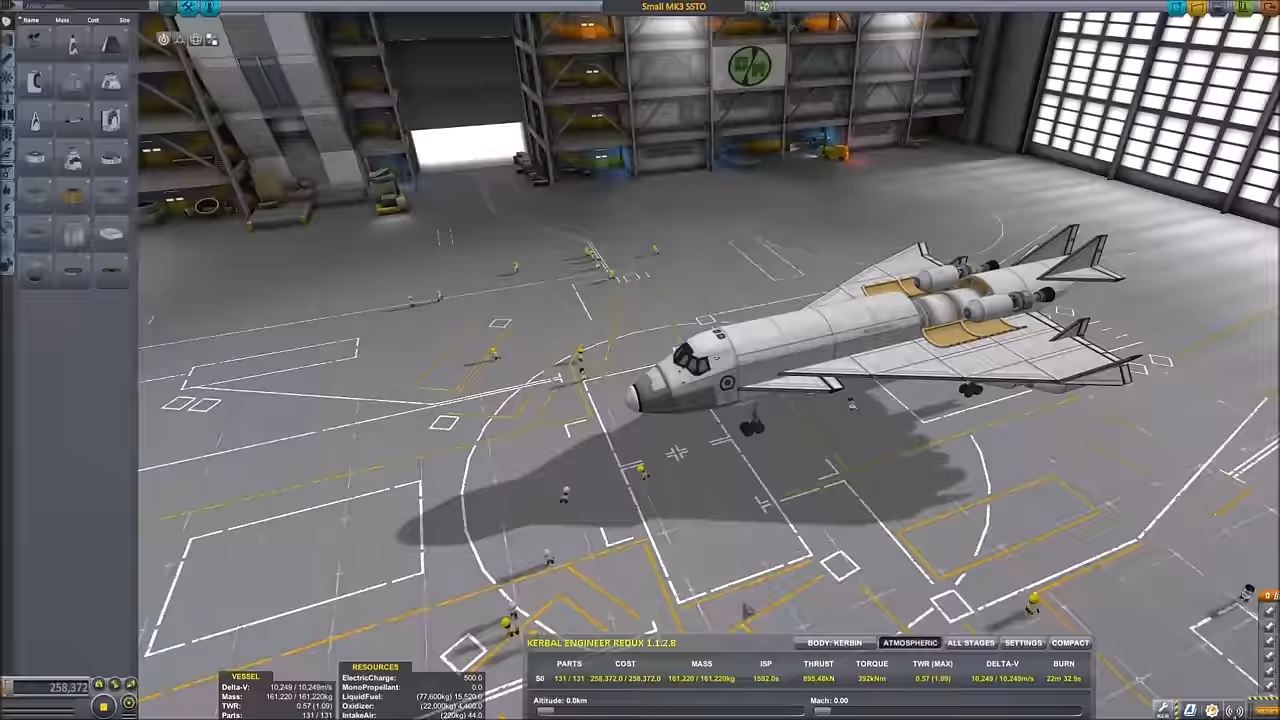 Small MK3 SSTO
Name Mass Cost Size
258,372
VESSEL
Delta-V: 10,249 / 10,249m/s
Mass: 161,220 / 161,220kg
TWR: 0.57 (1.09)
Parts: 131 / 131
RESOURCES
ElectricCharge: 500.0
MonoPropellant: 0.0
LiquidFuel: (77,600kg) 15,520.0
Oxidizer: (22,000kg) 4,400.0
IntakeAir: (220kg) 44.0
KERBAL ENGINEER REDUX 1.1.2.8
BODY: KERBIN ATMOSPHERIC ALL STAGES SETTINGS COMPACT
PARTS COST MASS ISP THRUST TORQUE TWR (MAX) DELTA-V BURN
S0 131 / 131 258,372.0 / 258,372.0 161,220 / 161,220kg 1592.0s 895.48kN 392kNm 0.57 (1.09) 10,249 / 10,249m/s 22m 32.9s
Altitude: 0.0km Mach: 0.00